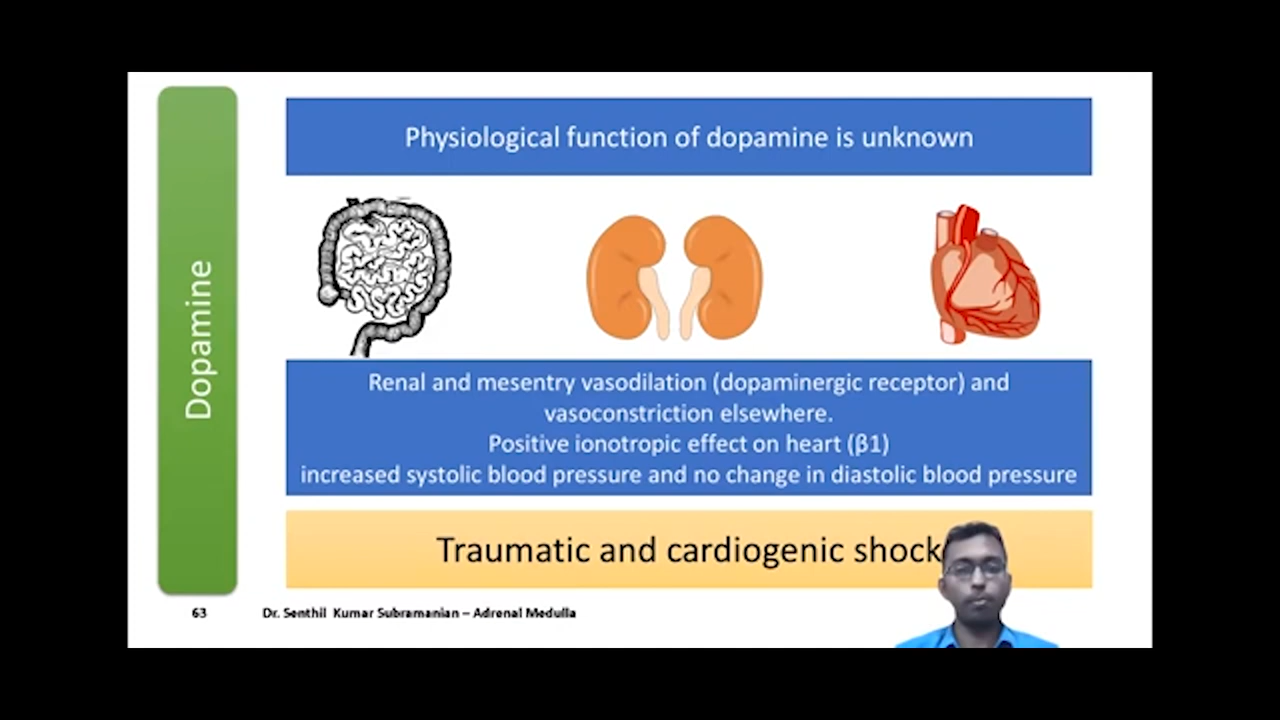 Dopamine
Physiological function of dopamine is unknown
Renal and mesentry vasodilation (dopaminergic receptor) and
vasoconstriction elsewhere.
Positive ionotropic effect on heart (β1)
increased systolic blood pressure and no change in diastolic blood pressure
Traumatic and cardiogenic shock
63
Dr. Senthil Kumar Subramanian – Adrenal Medulla